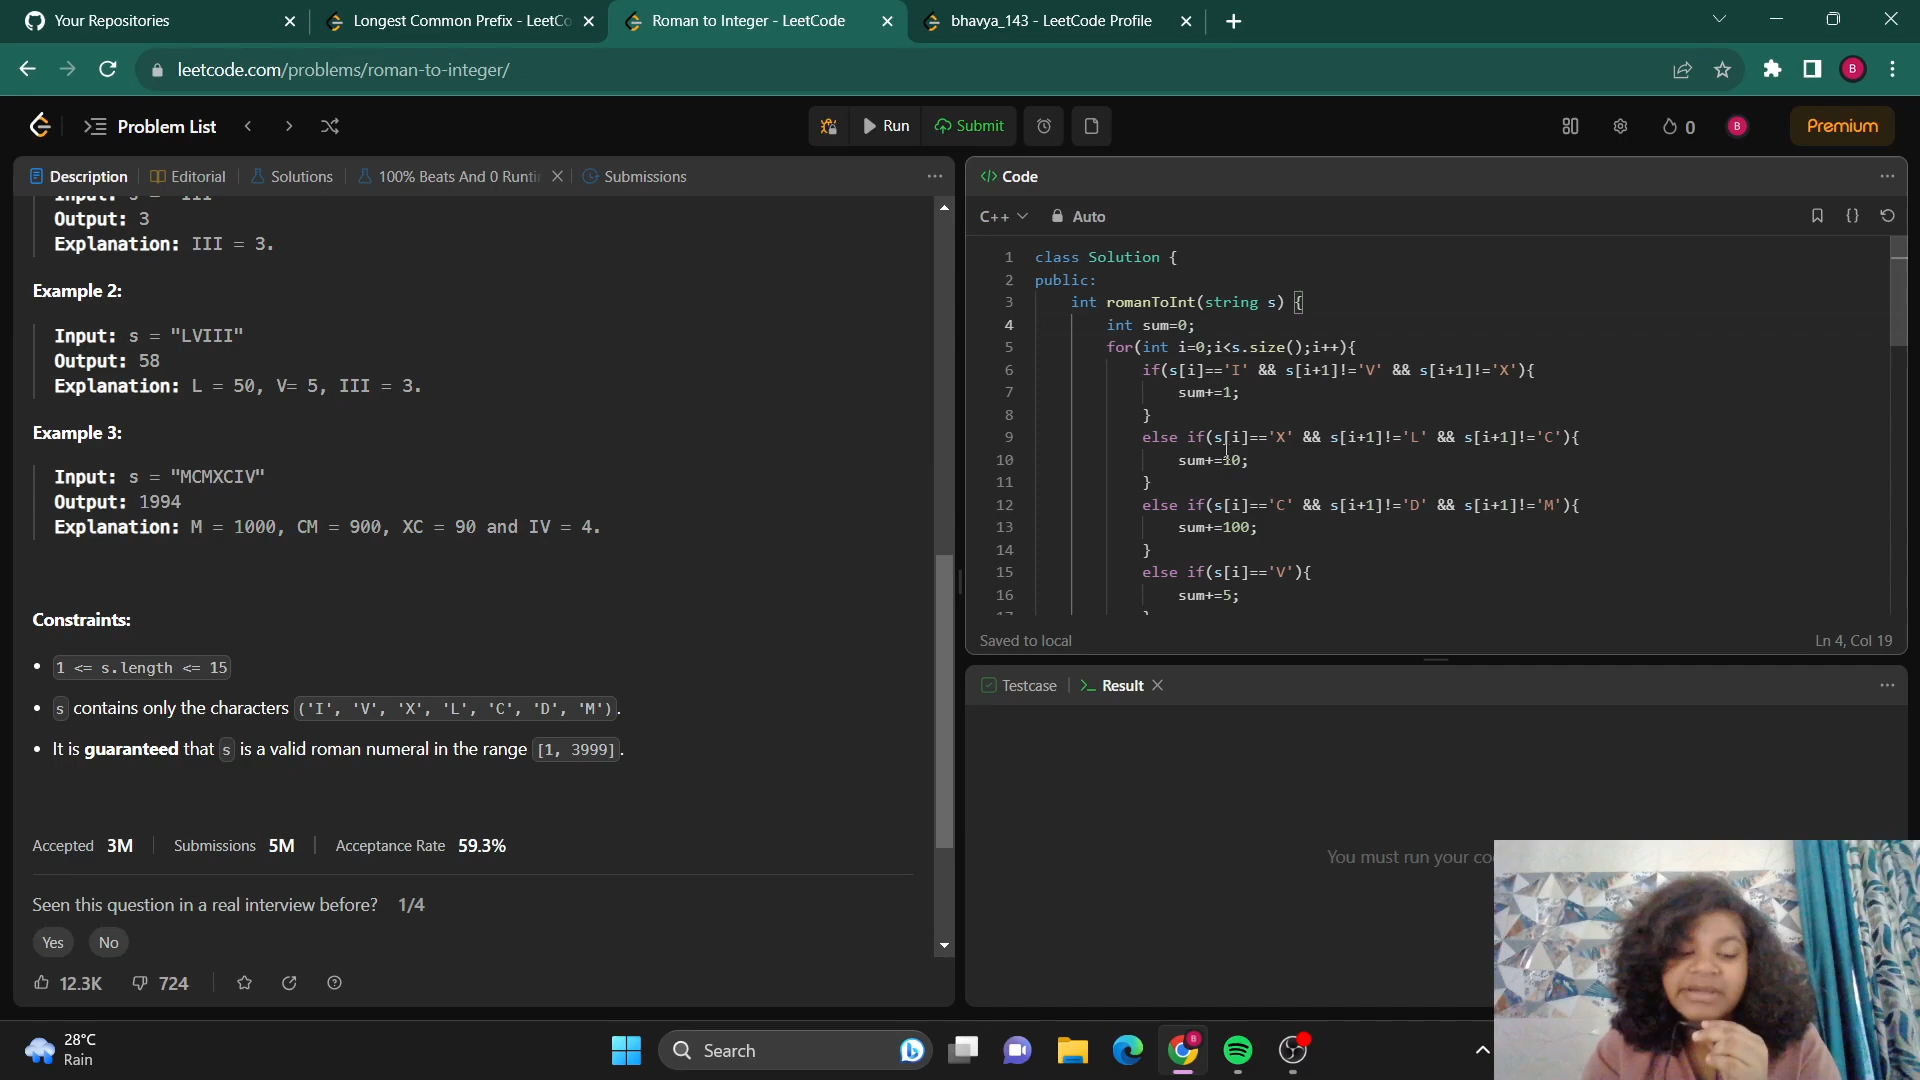 Your Repositories
Longest Common Prefix - LeetCo
Roman to Integer - LeetCode
bhavya_143 - LeetCode Profile
leetcode.com/problems/roman-to-integer/
B
Problem List
Run
Submit
0
B
Premium
Description
Editorial
Solutions
100% Beats And 0 Runti
Submissions
Output: 3
Explanation: III = 3.
Example 2:
Input: s = "LVIII"
Output: 58
Explanation: L = 50, V= 5, III = 3.
Example 3:
Input: s = "MCMXCIV"
Output: 1994
Explanation: M = 1000, CM = 900, XC = 90 and IV = 4.
Constraints:
1 <= s.length <= 15
s contains only the characters ('I', 'V', 'X', 'L', 'C', 'D', 'M').
It is guaranteed that s is a valid roman numeral in the range [1, 3999].
Accepted 3M Submissions 5M Acceptance Rate 59.3%
Seen this question in a real interview before? 1/4
Yes No
12.3K 724
Code
C++ Auto
1 class Solution {
2 public:
3 int romanToInt(string s) {
4 int sum=0;
5 for(int i=0;i<s.size();i++){
6 if(s[i]=='I' && s[i+1]!='V' && s[i+1]!='X'){
7 sum+=1;
8 }
9 else if(s[i]=='X' && s[i+1]!='L' && s[i+1]!='C'){
10 sum+=10;
11 }
12 else if(s[i]=='C' && s[i+1]!='D' && s[i+1]!='M'){
13 sum+=100;
14 }
15 else if(s[i]=='V'){
16 sum+=5;
Saved to local
Ln 4, Col 19
Testcase
Result
You must run your co
28°C
Rain
Search
B